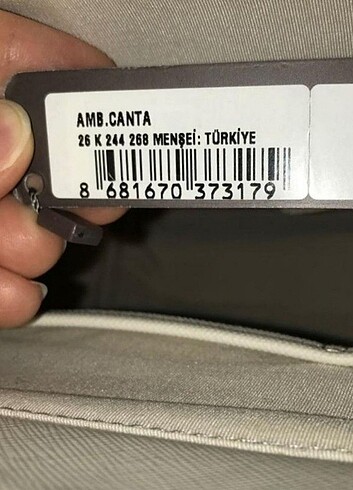 AMB.CANTA
26 K 244 268 MENŞEİ: TÜRKİYE
8 681670 373179